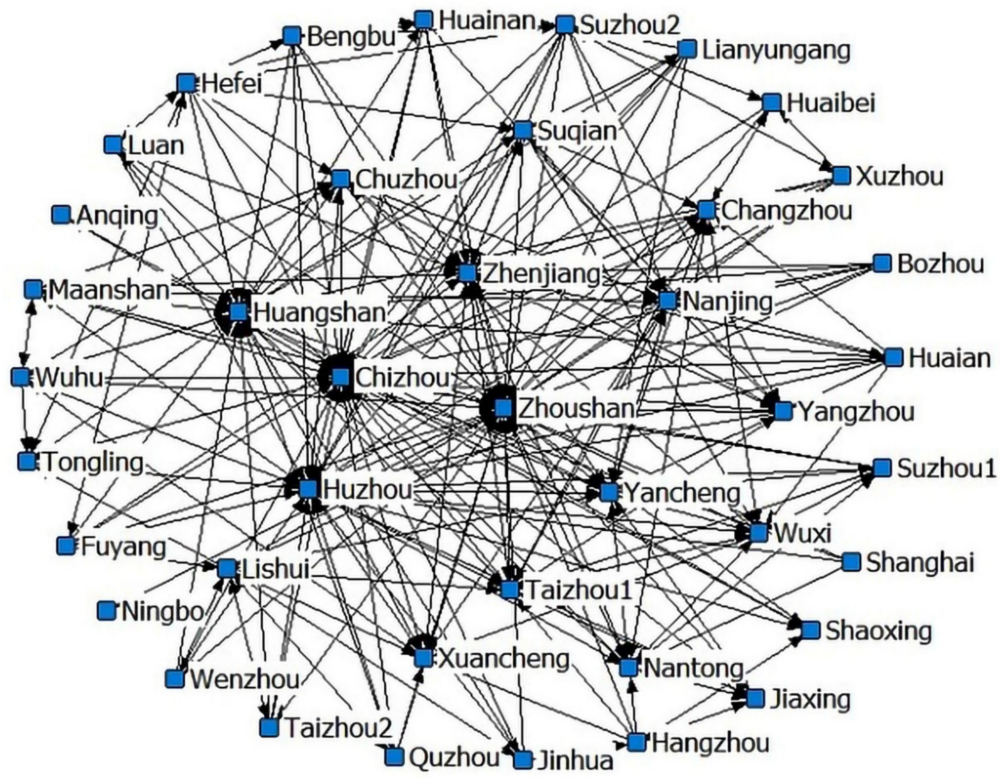 Huainan
Suzhou2
Bengbu
Lianyungang
Hefei
Huaibei
Suqian
Luan
Chuzhou
Xuzhou
Anqing
Changzhou
Bozhou
Zhenjiang
Maanshan
Nanjing
Huangshan
Huaian
Wuhu
Chizhou
Zhoushan
Yangzhou
Tongling
Suzhou1
Huzhou
Yancheng
Wuxi
Fuyang
Shanghai
Lishui
Taizhou1
Ningbo
Shaoxing
Xuancheng
Nantong
Wenzhou
Jiaxing
Taizhou2
Hangzhou
Quzhou
Jinhua